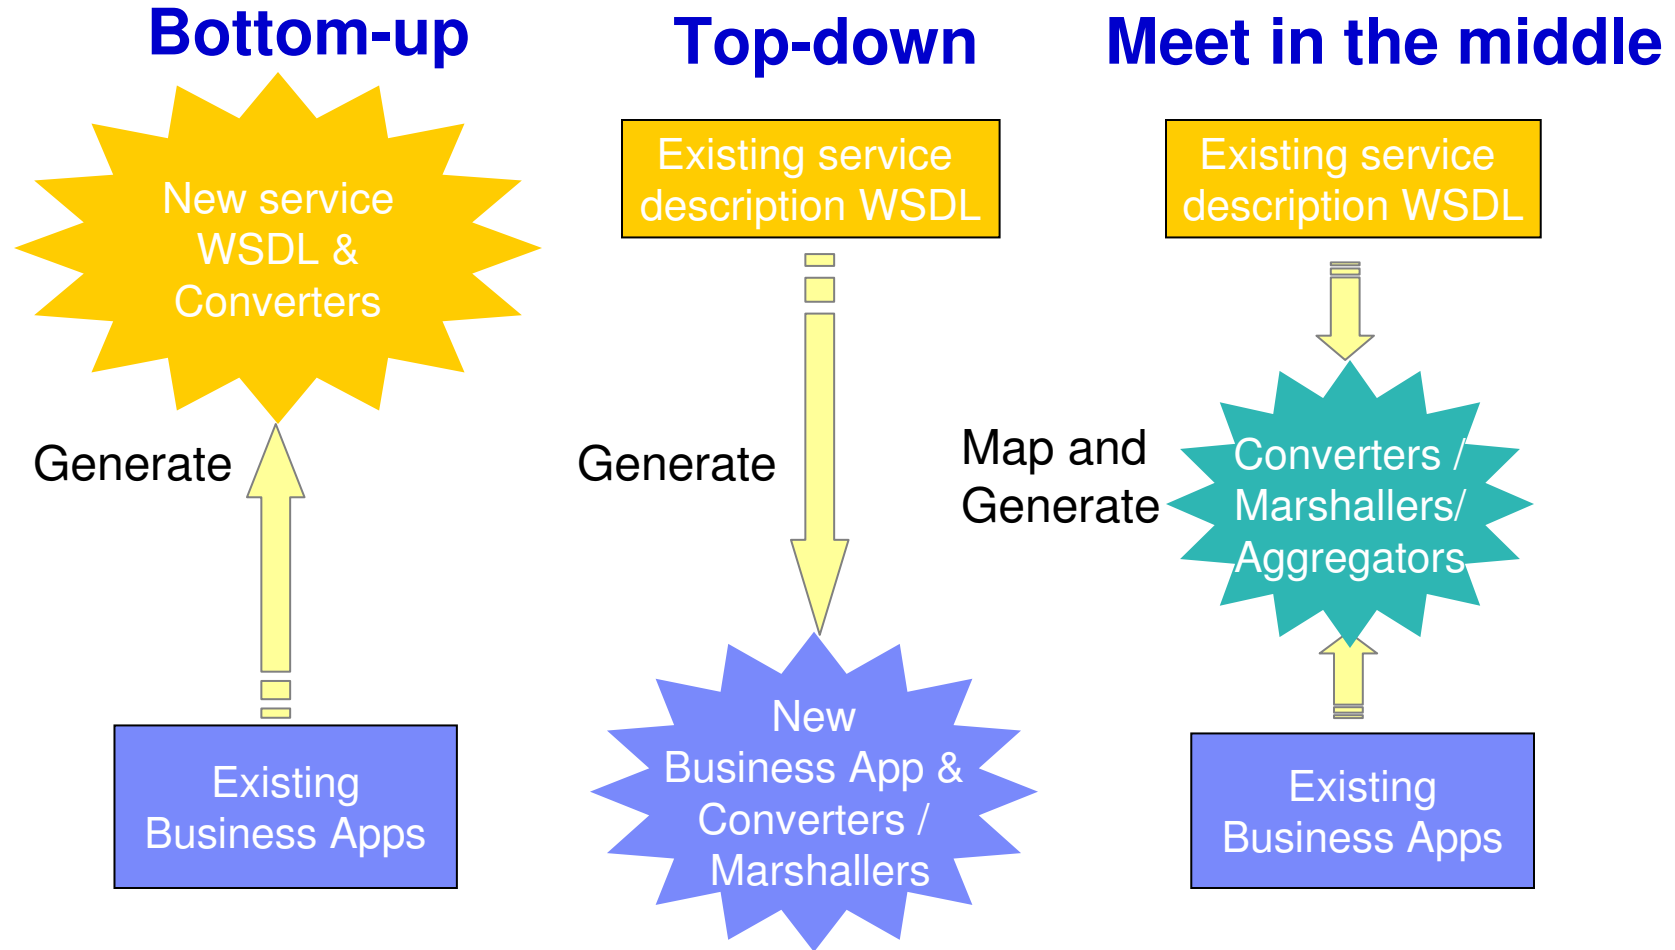 Bottom-up
New service
WSDL &
Converters
Generate
Existing
Business Apps
Top-down
Existing service
description WSDL
Generate
New
Business App &
Converters /
Marshallers
Meet in the middle
Existing service
description WSDL
Map and
Generate
Converters /
Marshallers/
Aggregators
Existing
Business Apps